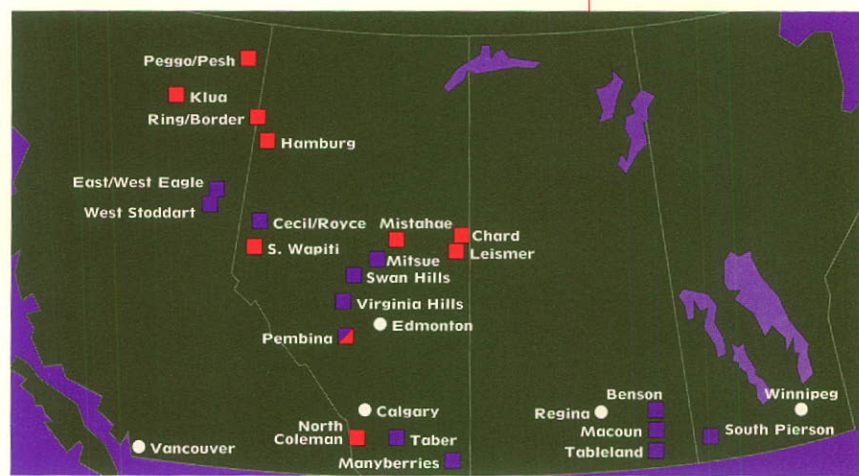 Peggo/Pesh
Klua
Ring/Border
Hamburg
East/West Eagle
West Stoddart
Cecil/Royce
Mistahae
Chard
S. Wapiti
Leismer
Mitsue
Swan Hills
Virginia Hills
Edmonton
Pembina
Benson
Winnipeg
Calgary
Regina
North
Coleman
Taber
Macoun
South Pierson
Vancouver
Tableland
Manyberries